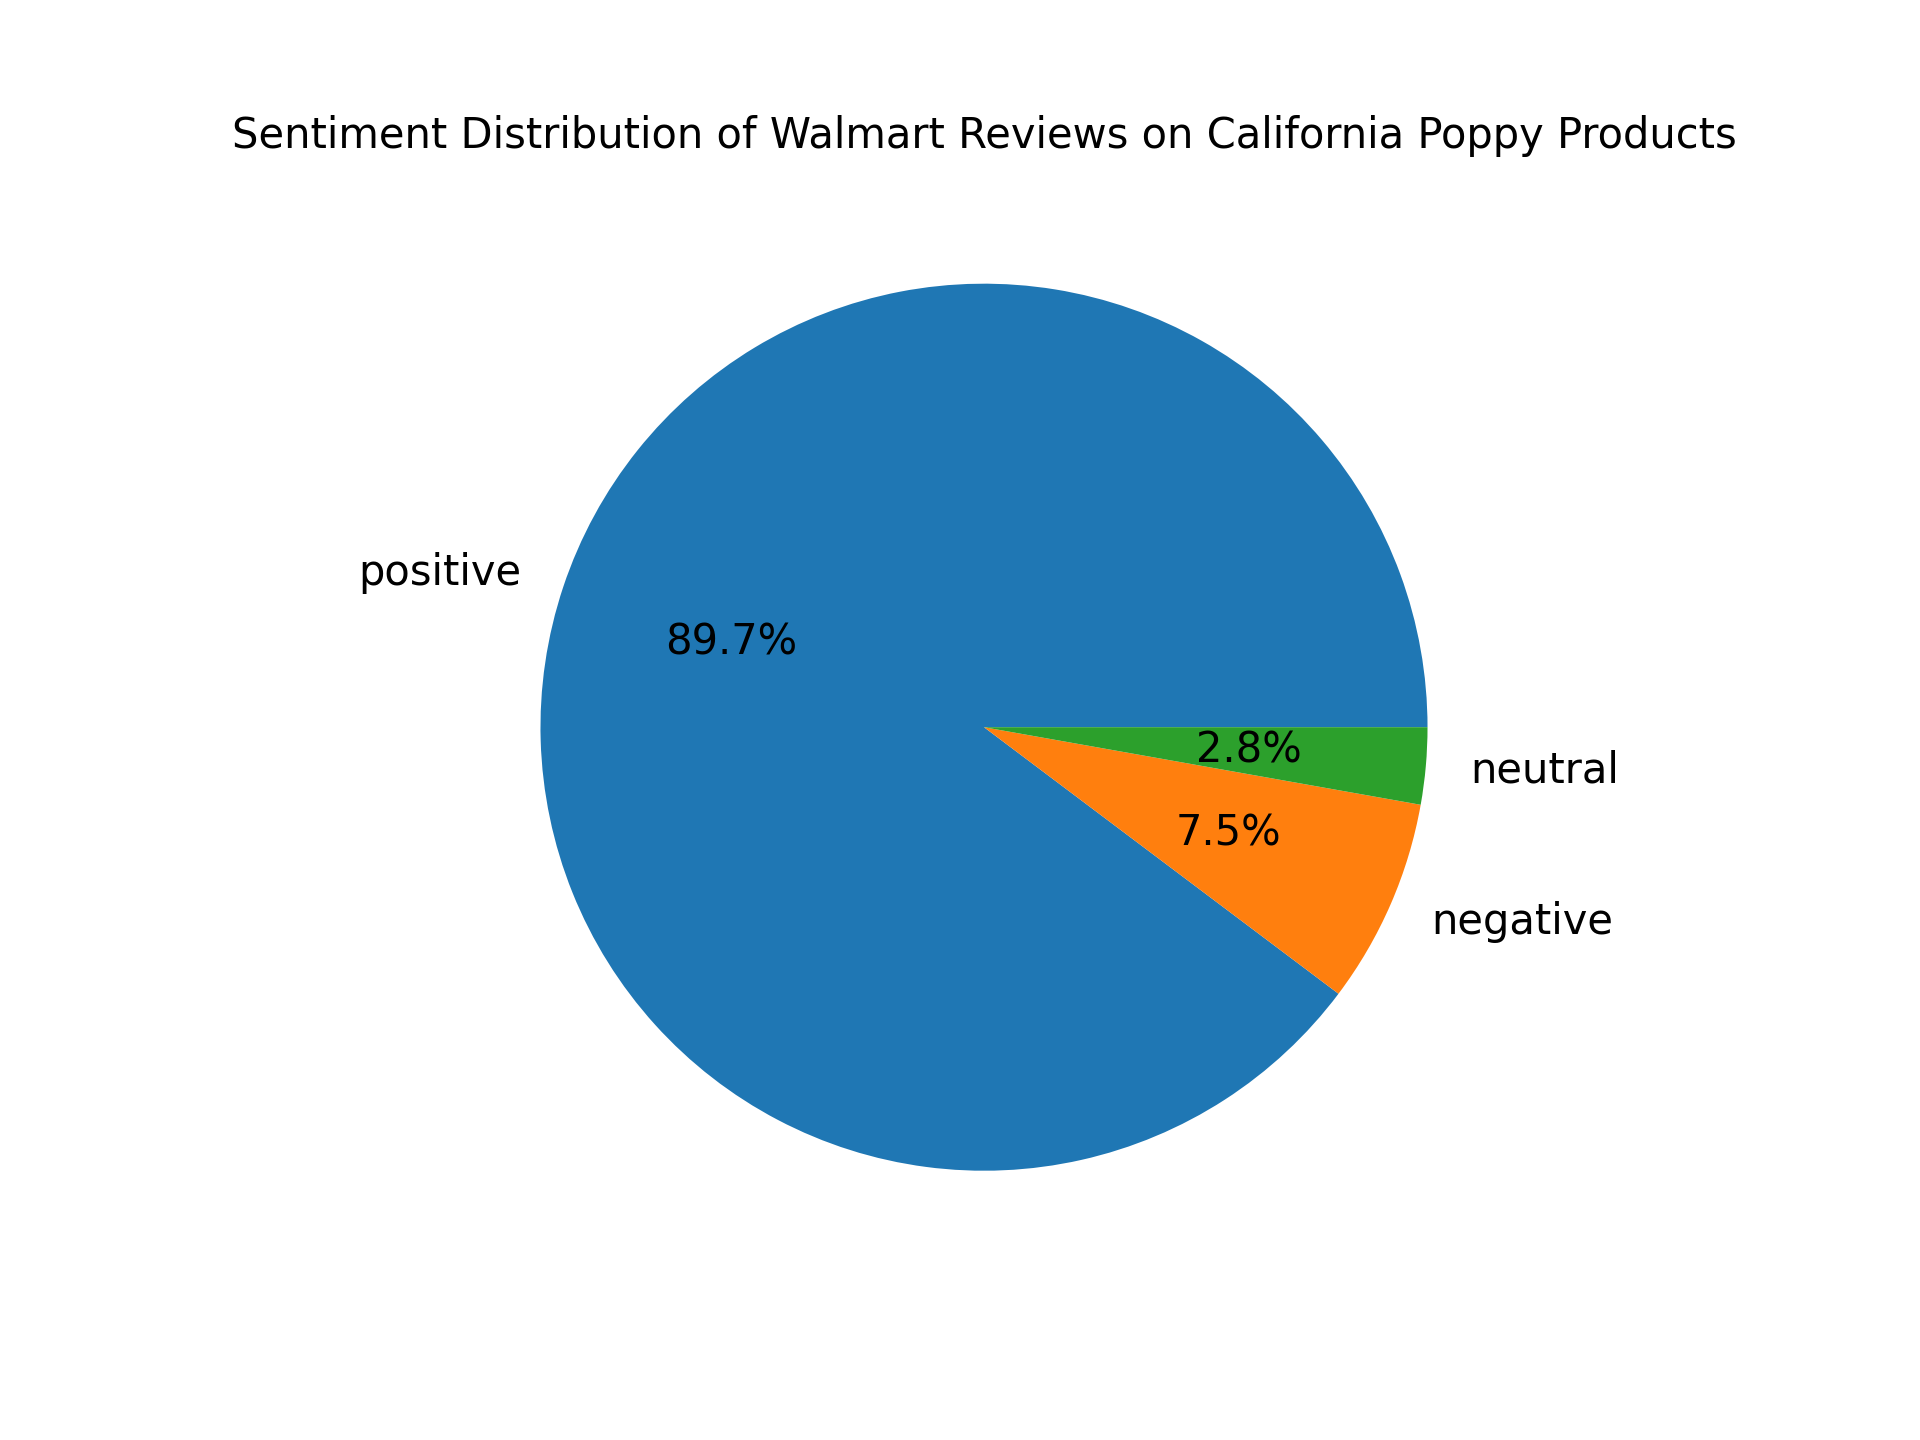 Sentiment Distribution of Walmart Reviews on California Poppy Products
positive
89.7%
2.8%
neutral
7.5%
negative